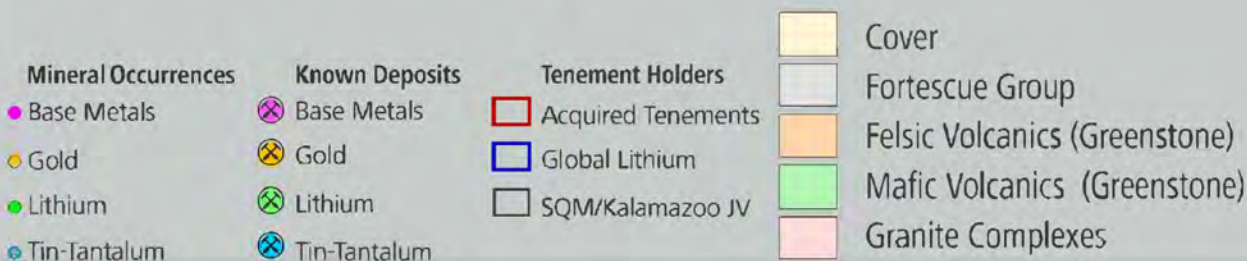 Mineral Occurrences
Base Metals
Gold
Lithium
Tin-Tantalum
Known Deposits
Base Metals
Gold
Lithium
Tin-Tantalum
Tenement Holders
Acquired Tenements
Global Lithium
SQM/Kalamazoo JV
Cover
Fortescue Group
Felsic Volcanics (Greenstone)
Mafic Volcanics (Greenstone)
Granite Complexes